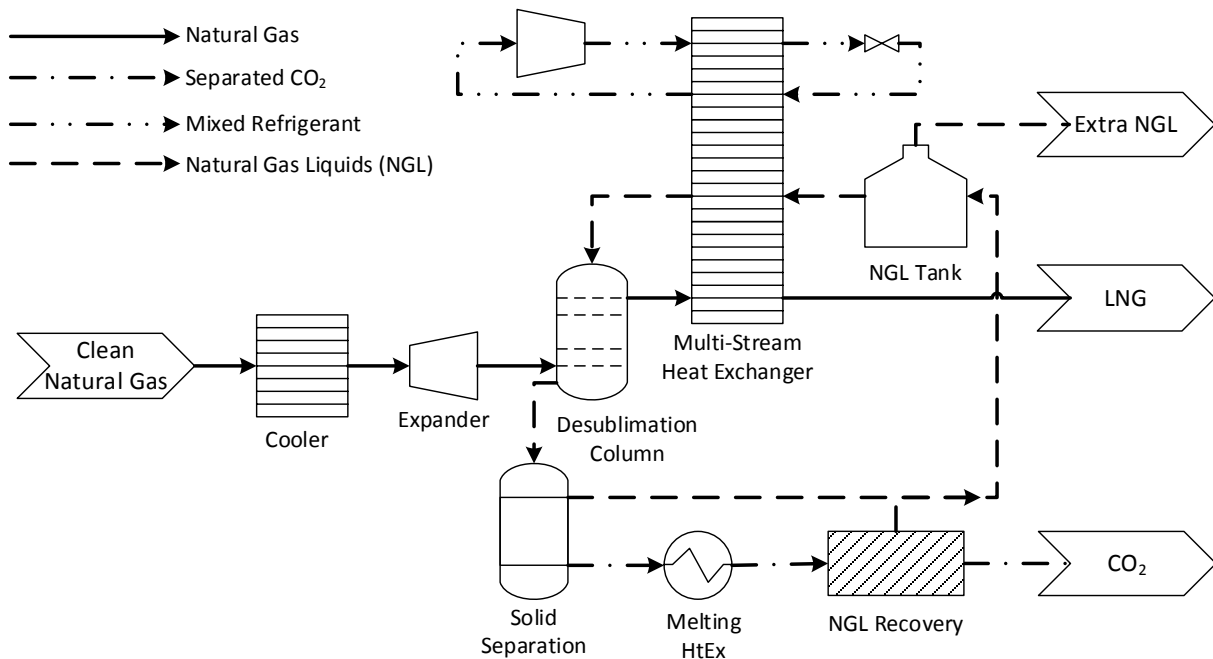 Natural Gas
Separated CO₂
Mixed Refrigerant
Natural Gas Liquids (NGL)
Extra NGL
NGL Tank
LNG
Multi-Stream
Heat Exchanger
Clean
Natural Gas
Cooler
Expander
Desublimation
Column
Solid
Separation
Melting
HtEx
NGL Recovery
CO₂